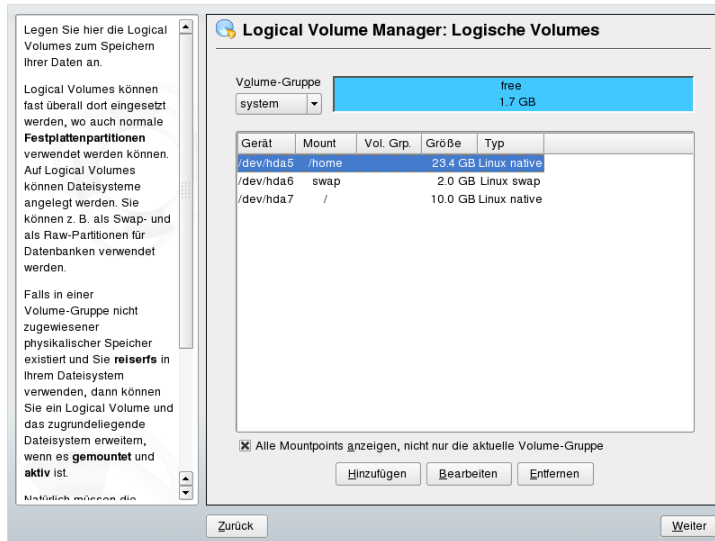 Legen Sie hier die Logical
Volumes zum Speichern
Ihrer Daten an.
Logical Volumes können
fast überall dort eingesetzt
werden, wo auch normale
Festplattenpartitionen
verwendet werden können.
Auf Logical Volumes
können Dateisysteme
angelegt werden. Sie
können z. B. als Swap- und
als Raw-Partitionen für
Datenbanken verwendet
werden.
Falls in einer
Volume-Gruppe nicht
zugewiesener
physikalischer Speicher
existiert und Sie reiserfs in
Ihrem Dateisystem
verwenden, dann können
Sie ein Logical Volume und
das zugrundeliegende
Dateisystem erweitern,
wenn es gemountet und
aktiv ist.
Natürlich müssen die
Logical Volume Manager: Logische Volumes
Volume-Gruppe
system
free
1.7 GB
Gerät Mount Vol. Grp. Größe Typ
/dev/hda5 /home 23.4 GB Linux native
/dev/hda6 swap 2.0 GB Linux swap
/dev/hda7 / 10.0 GB Linux native
Alle Mountpoints anzeigen, nicht nur die aktuelle Volume-Gruppe
Hinzufügen Bearbeiten Entfernen
Zurück Weiter